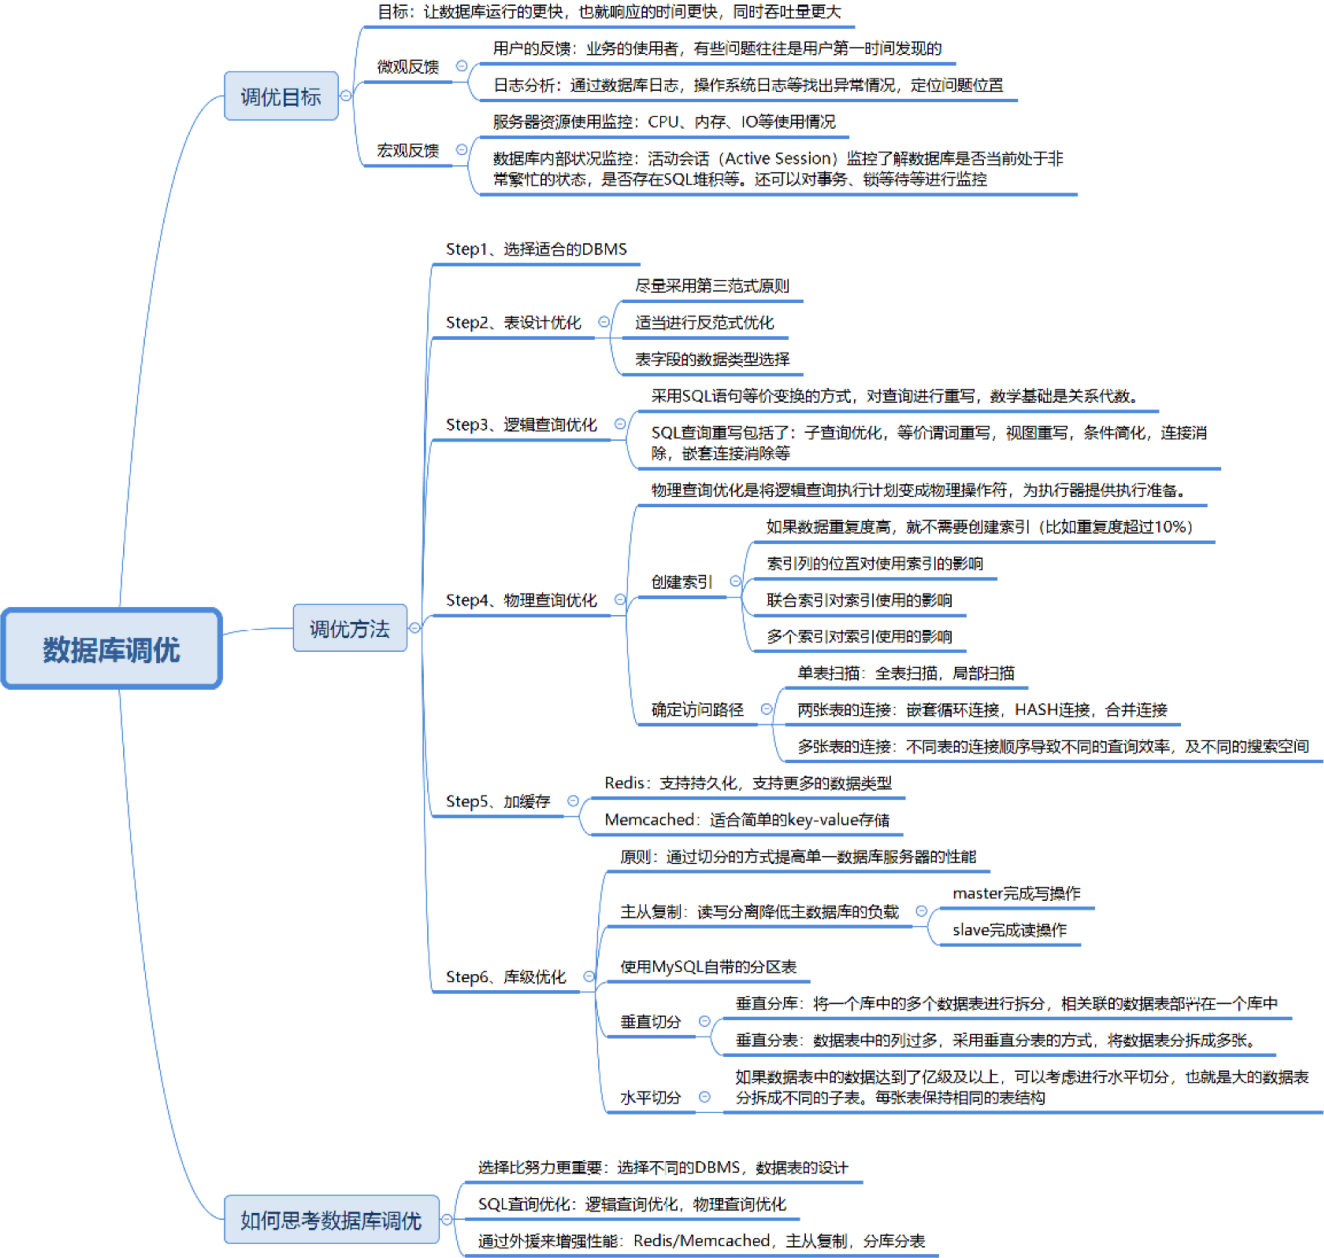 目标：让数据库运行的更快，也就响应的时间更快，同时吞吐量更大
用户的反馈：业务的使用者，有些问题往往是用户第一时间发现的
微观反馈
日志分析：通过数据库日志，操作系统日志等找出异常情况，定位问题位置
调优目标
服务器资源使用监控：CPU、内存、IO等使用情况
宏观反馈
数据库内部状况监控：活动会话（Active Session）监控了解数据库是否当前处于非
常繁忙的状态，是否存在SQL堆积等。还可以对事务、锁等待等进行监控
Step1、选择适合的DBMS
尽量采用第三范式原则
Step2、表设计优化
适当进行反范式优化
表字段的数据类型选择
采用SQL语句等价变换的方式，对查询进行重写，数学基础是关系代数。
Step3、逻辑查询优化
SQL查询重写包括了：子查询优化，等价谓词重写，视图重写，条件简化，连接消
除，嵌套连接消除等
物理查询优化是将逻辑查询执行计划变成物理操作符，为执行器提供执行准备。
如果数据重复度高，就不需要创建索引（比如重复度超过10%）
索引列的位置对使用索引的影响
创建索引
Step4、物理查询优化
联合索引对索引使用的影响
调优方法
多个索引对索引使用的影响
数据库调优
单表扫描：全表扫描，局部扫描
确定访问路径
两张表的连接：嵌套循环连接，HASH连接，合并连接
多张表的连接：不同表的连接顺序导致不同的查询效率，及不同的搜索空间
Redis：支持持久化，支持更多的数据类型
Step5、加缓存
Memcached：适合简单的key-value存储
原则：通过切分的方式提高单一数据库服务器的性能
master完成写操作
主从复制：读写分离降低主数据库的负载
slave完成读操作
使用MySQL自带的分区表
Step6、库级优化
垂直分库：将一个库中的多个数据表进行拆分，相关联的数据表部署在一个库中
垂直切分
垂直分表：数据表中的列过多，采用垂直分表的方式，将数据表分拆成多张。
如果数据表中的数据达到了亿级及以上，可以考虑进行水平切分，也就是大的数据表
水平切分
分拆成不同的子表。每张表保持相同的表结构
选择比努力更重要：选择不同的DBMS，数据表的设计
SQL查询优化：逻辑查询优化，物理查询优化
如何思考数据库调优
通过外援来增强性能：Redis/Memcached，主从复制，分库分表